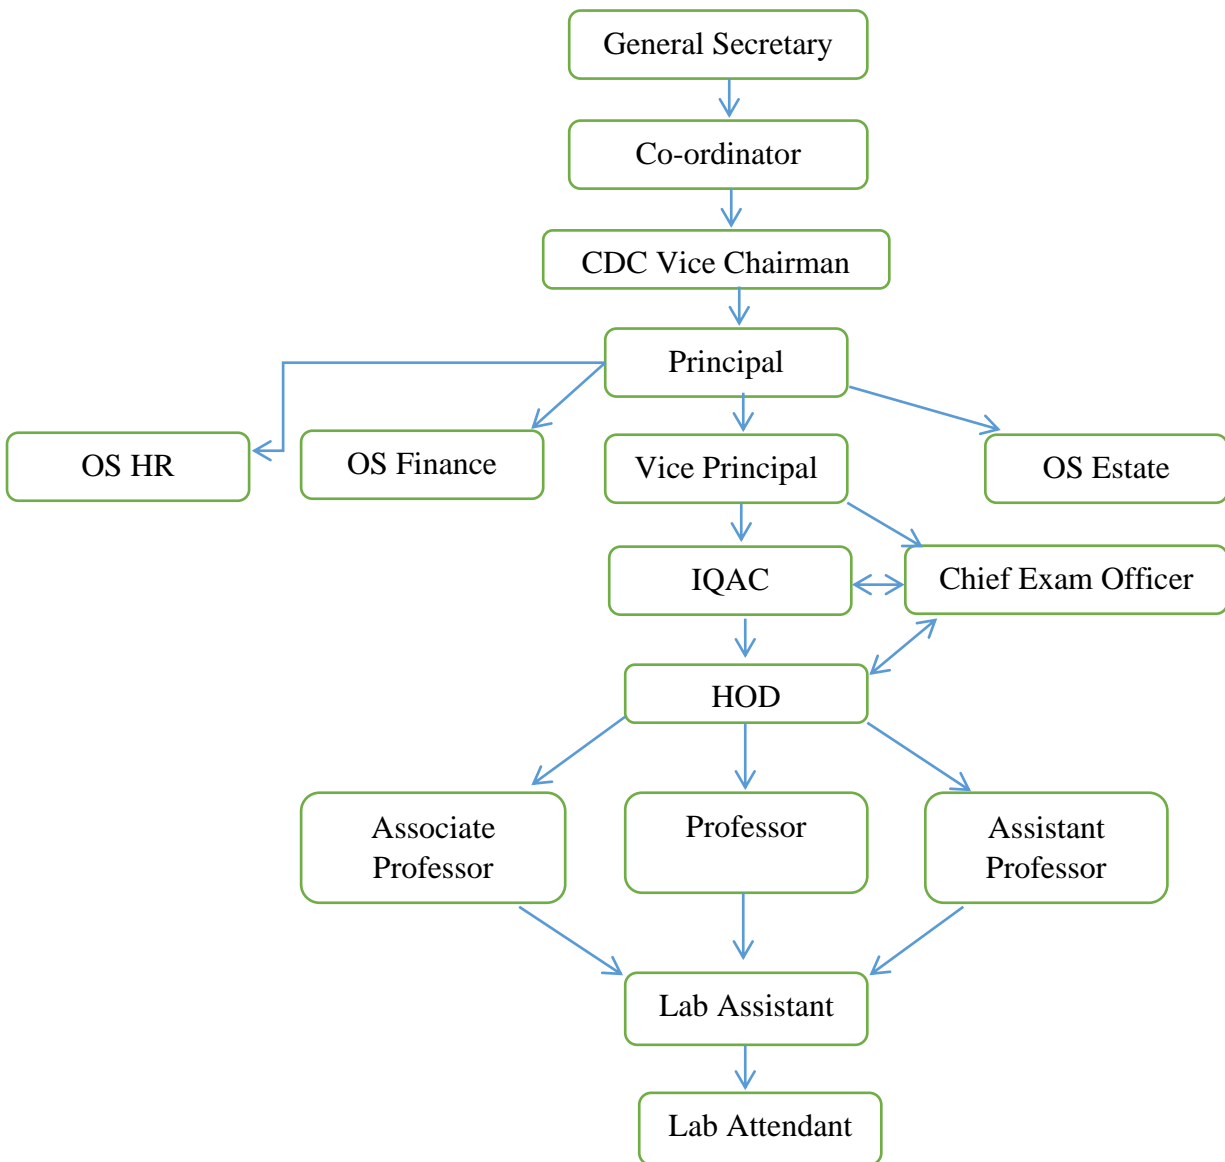 General Secretary
Co-ordinator
CDC Vice Chairman
Principal
OS HR
OS Finance
Vice Principal
OS Estate
IQAC
Chief Exam Officer
HOD
Associate
Professor
Professor
Assistant
Professor
Lab Assistant
Lab Attendant